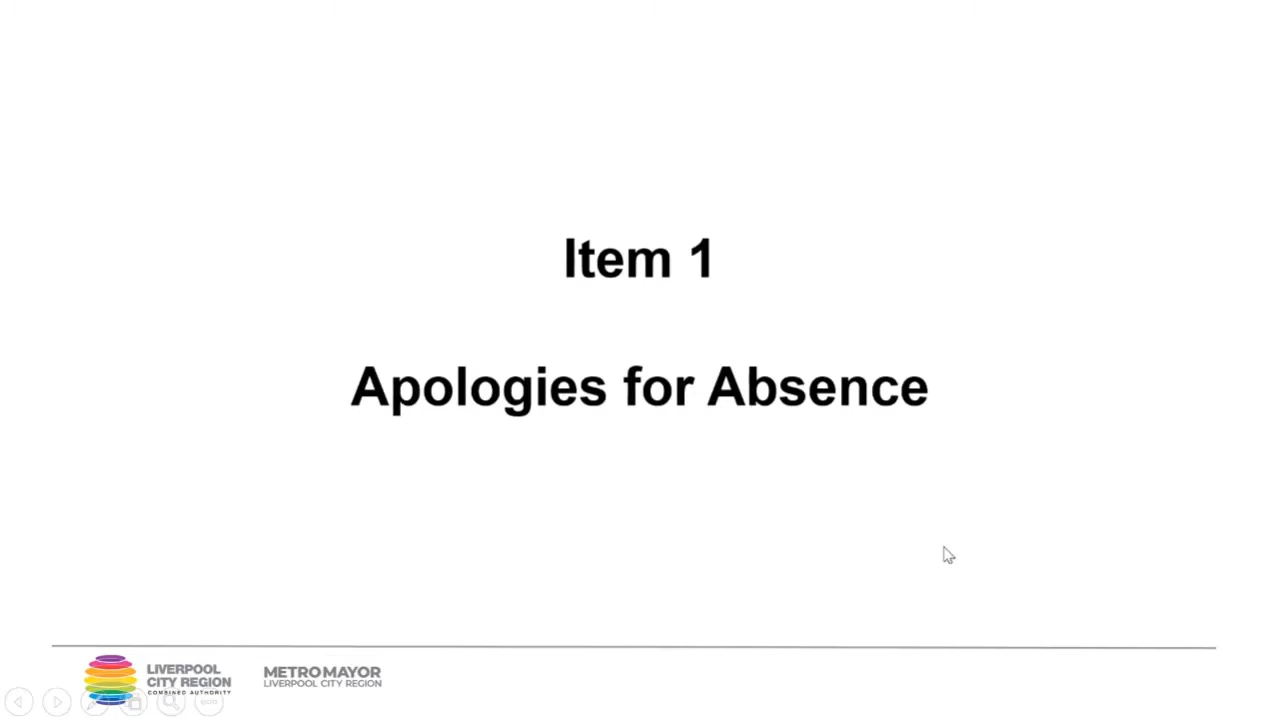 Item 1
Apologies for Absence
LIVERPOOL
CITY REGION
COMBINED AUTHORITY
METRO MAYOR
LIVERPOOL CITY REGION